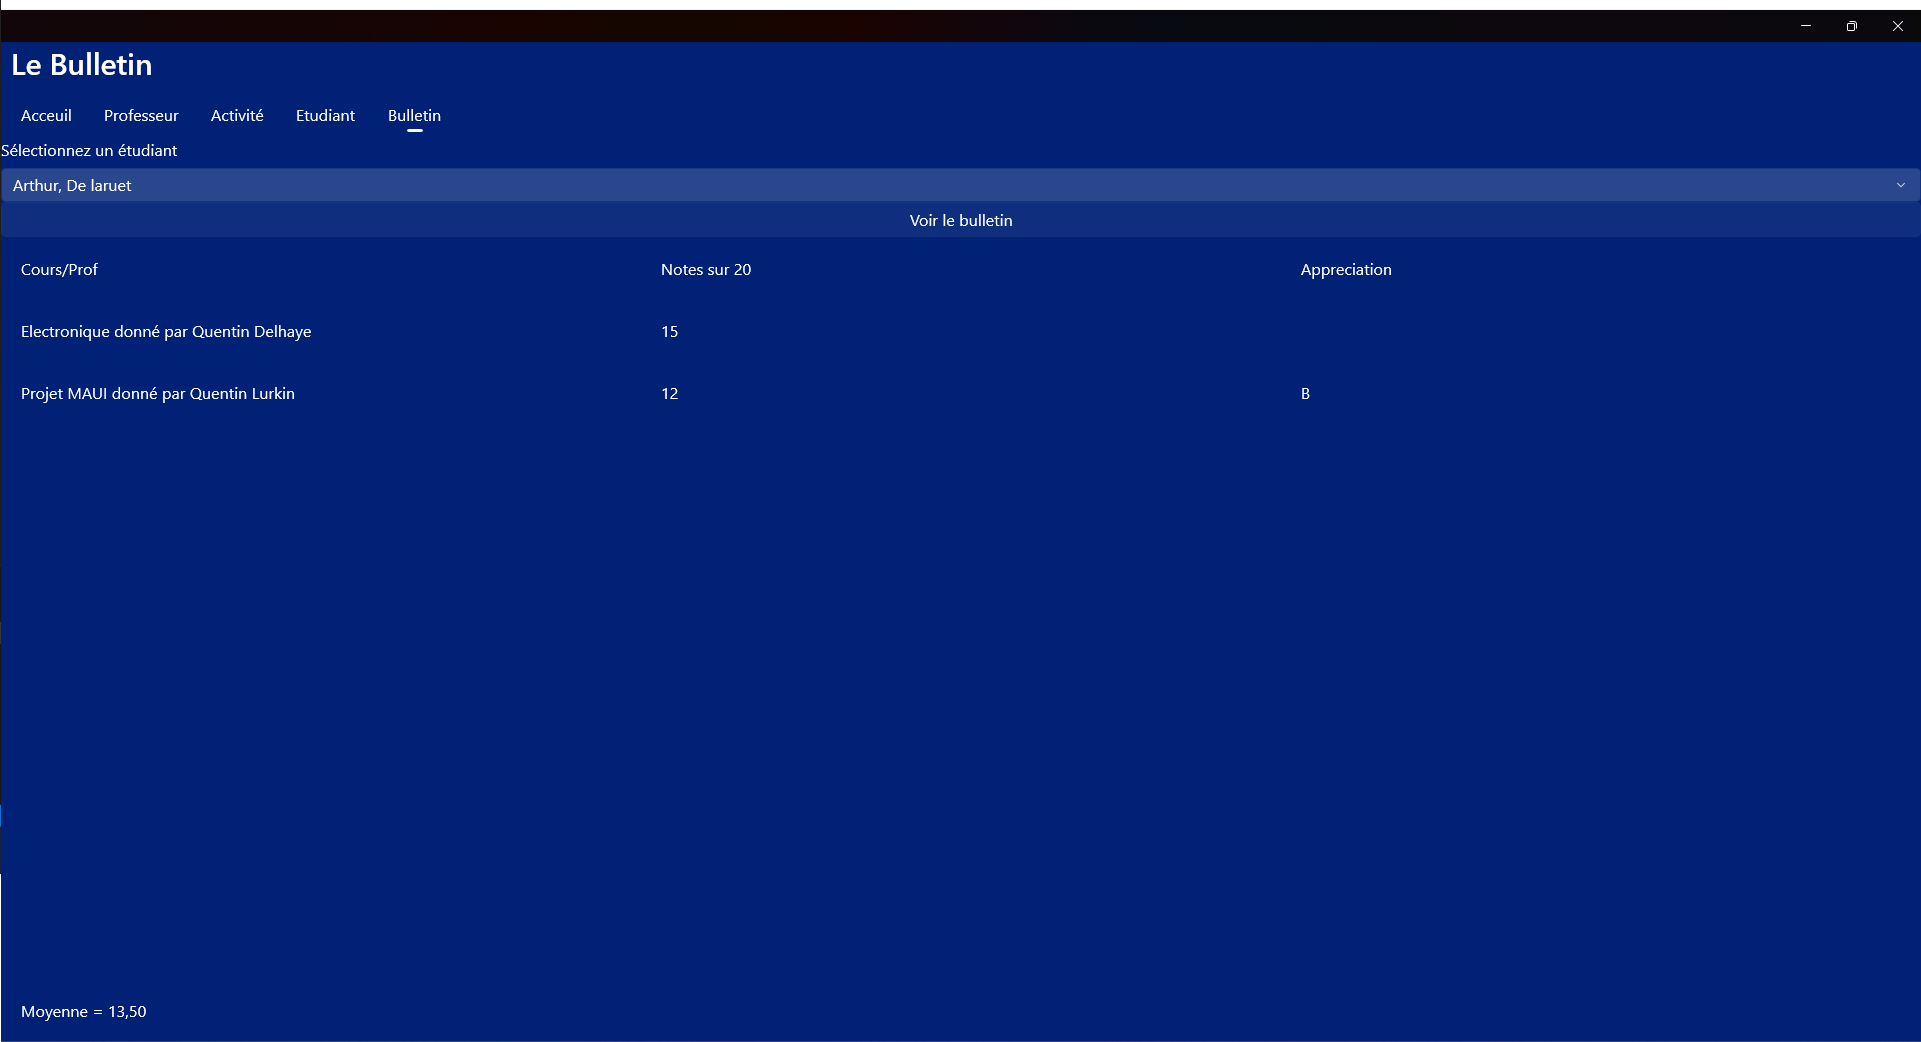 Le Bulletin
Acceuil Professeur Activité Etudiant Bulletin
Sélectionnez un étudiant
Arthur, De laruet
Voir le bulletin
Cours/Prof Notes sur 20 Appreciation
Electronique donné par Quentin Delhaye 15
Projet MAUI donné par Quentin Lurkin 12 B
Moyenne = 13,50